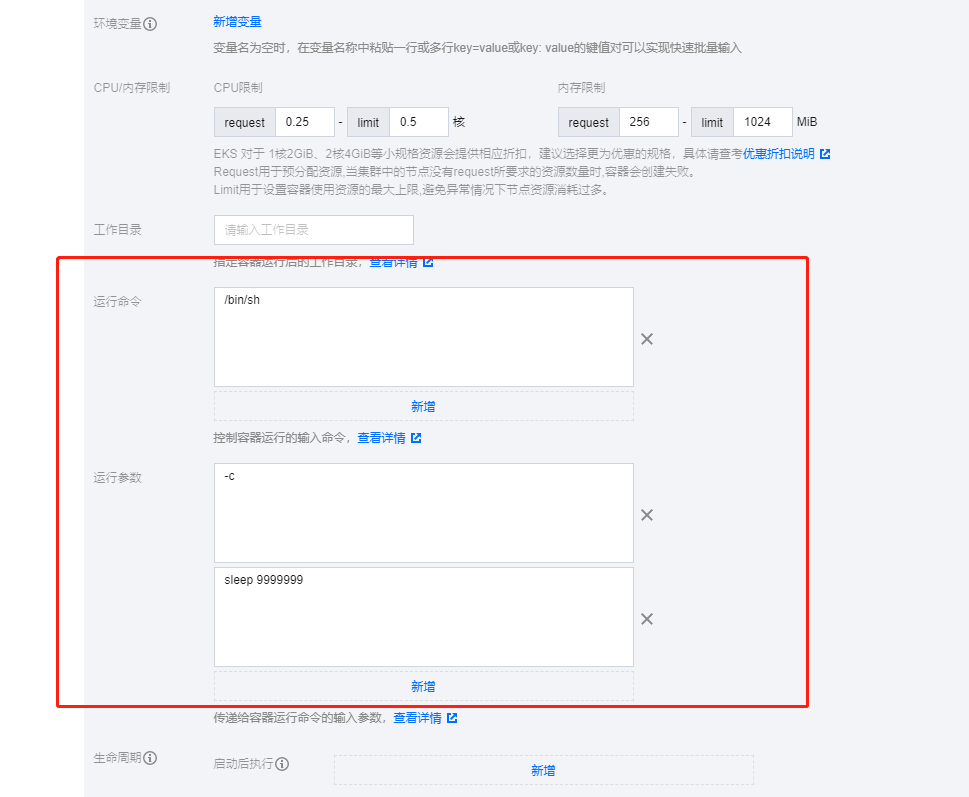 环境变量 新增变量
变量名为空时，在变量名称中粘贴一行或多行key=value或key: value的键值对可以实现快速批量输入
CPU/内存限制 CPU限制 内存限制
request 0.25 - limit 0.5 核 request 256 - limit 1024 MiB
EKS 对于 1核2GiB、2核4GiB等小规格资源会提供相应折扣，建议选择更为优惠的规格，具体请查考优惠折扣说明
Request用于预分配资源,当集群中的节点没有request所要求的资源数量时,容器会创建失败。
Limit用于设置容器使用资源的最大上限,避免异常情况下节点资源消耗过多。
工作目录 请输入工作目录
指定容器运行后的工作目录，查看详情
运行命令 /bin/sh
新增
控制容器运行的输入命令，查看详情
运行参数 -c
sleep 9999999
新增
传递给容器运行命令的输入参数，查看详情
生命周期 启动后执行 新增